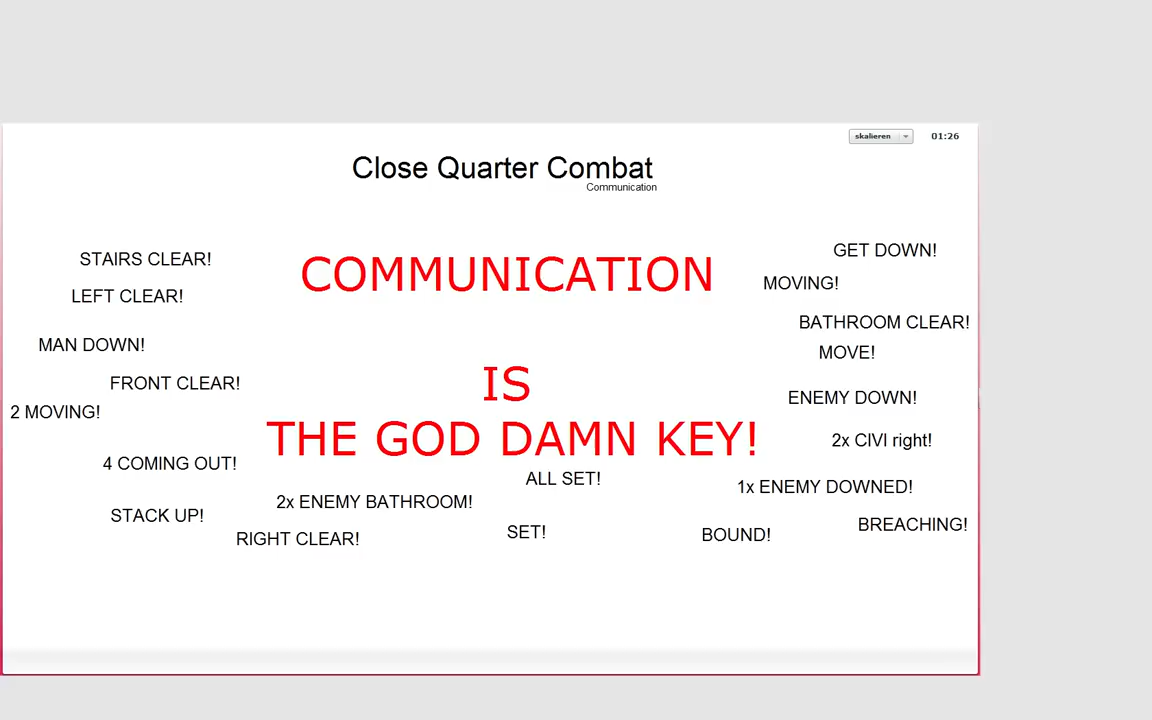 skalieren 01:26
Close Quarter Combat
Communication
GET DOWN!
STAIRS CLEAR!
COMMUNICATION
MOVING!
LEFT CLEAR!
BATHROOM CLEAR!
MAN DOWN!
MOVE!
FRONT CLEAR!
IS
ENEMY DOWN!
2 MOVING!
THE GOD DAMN KEY!
2x CIVI right!
4 COMING OUT!
ALL SET!
1x ENEMY DOWNED!
2x ENEMY BATHROOM!
STACK UP!
BREACHING!
SET!
BOUND!
RIGHT CLEAR!